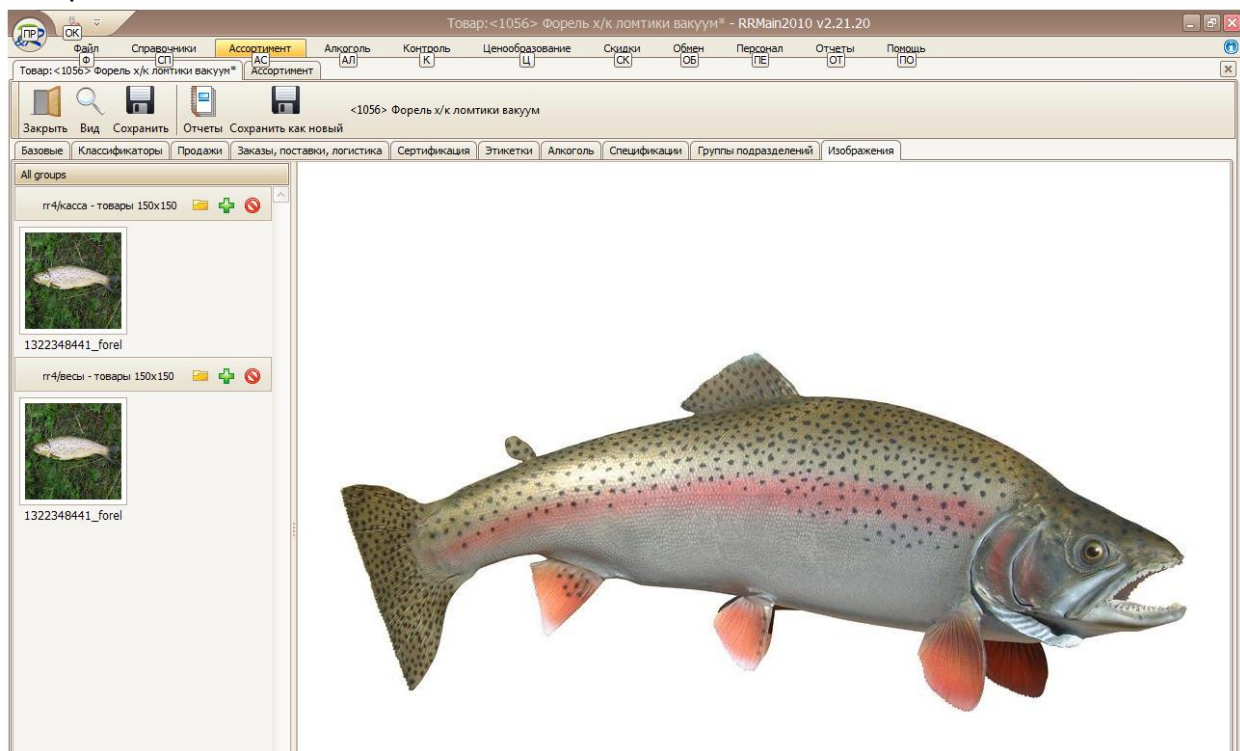 Товар:<1056> Форель х/к ломтики вакуум* - RRMain2010 v2.21.20
ПР
ОК
Файл Справочники Ассортимент Алкоголь Контроль Ценообразование Скидки Обмен Персонал Отчеты Помощь
Ф СП АС АЛ К Ц СК ОБ ПЕ ОТ ПО
Товар:<1056> Форель х/к ломтики вакуум* Ассортимент
<1056> Форель х/к ломтики вакуум
Закрыть Вид Сохранить Отчеты Сохранить как новый
Базовые Классификаторы Продажи Заказы, поставки, логистика Сертификация Этикетки Алкоголь Спецификации Группы подразделений Изображения
All groups
rr4/касса - товары 150x150
1322348441_forel
rr4/весы - товары 150x150
1322348441_forel